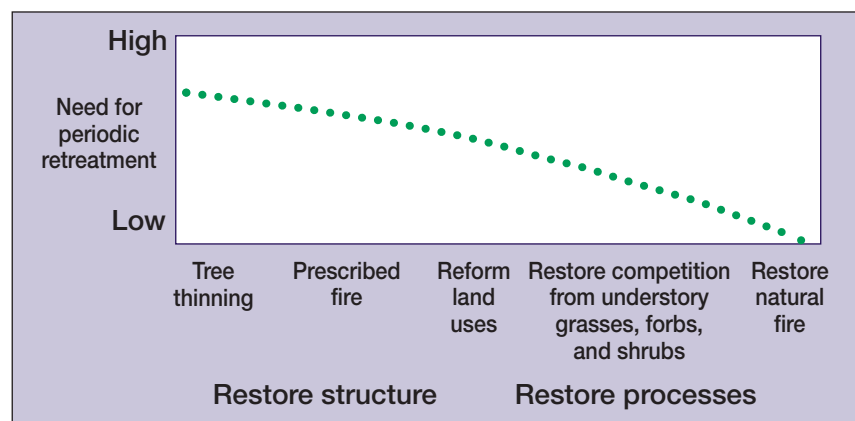 High
Need for
periodic
retreatment
Low
Tree
thinning
Prescribed
fire
Reform
land
uses
Restore competition
from understory
grasses, forbs,
and shrubs
Restore
natural
fire
Restore structure
Restore processes